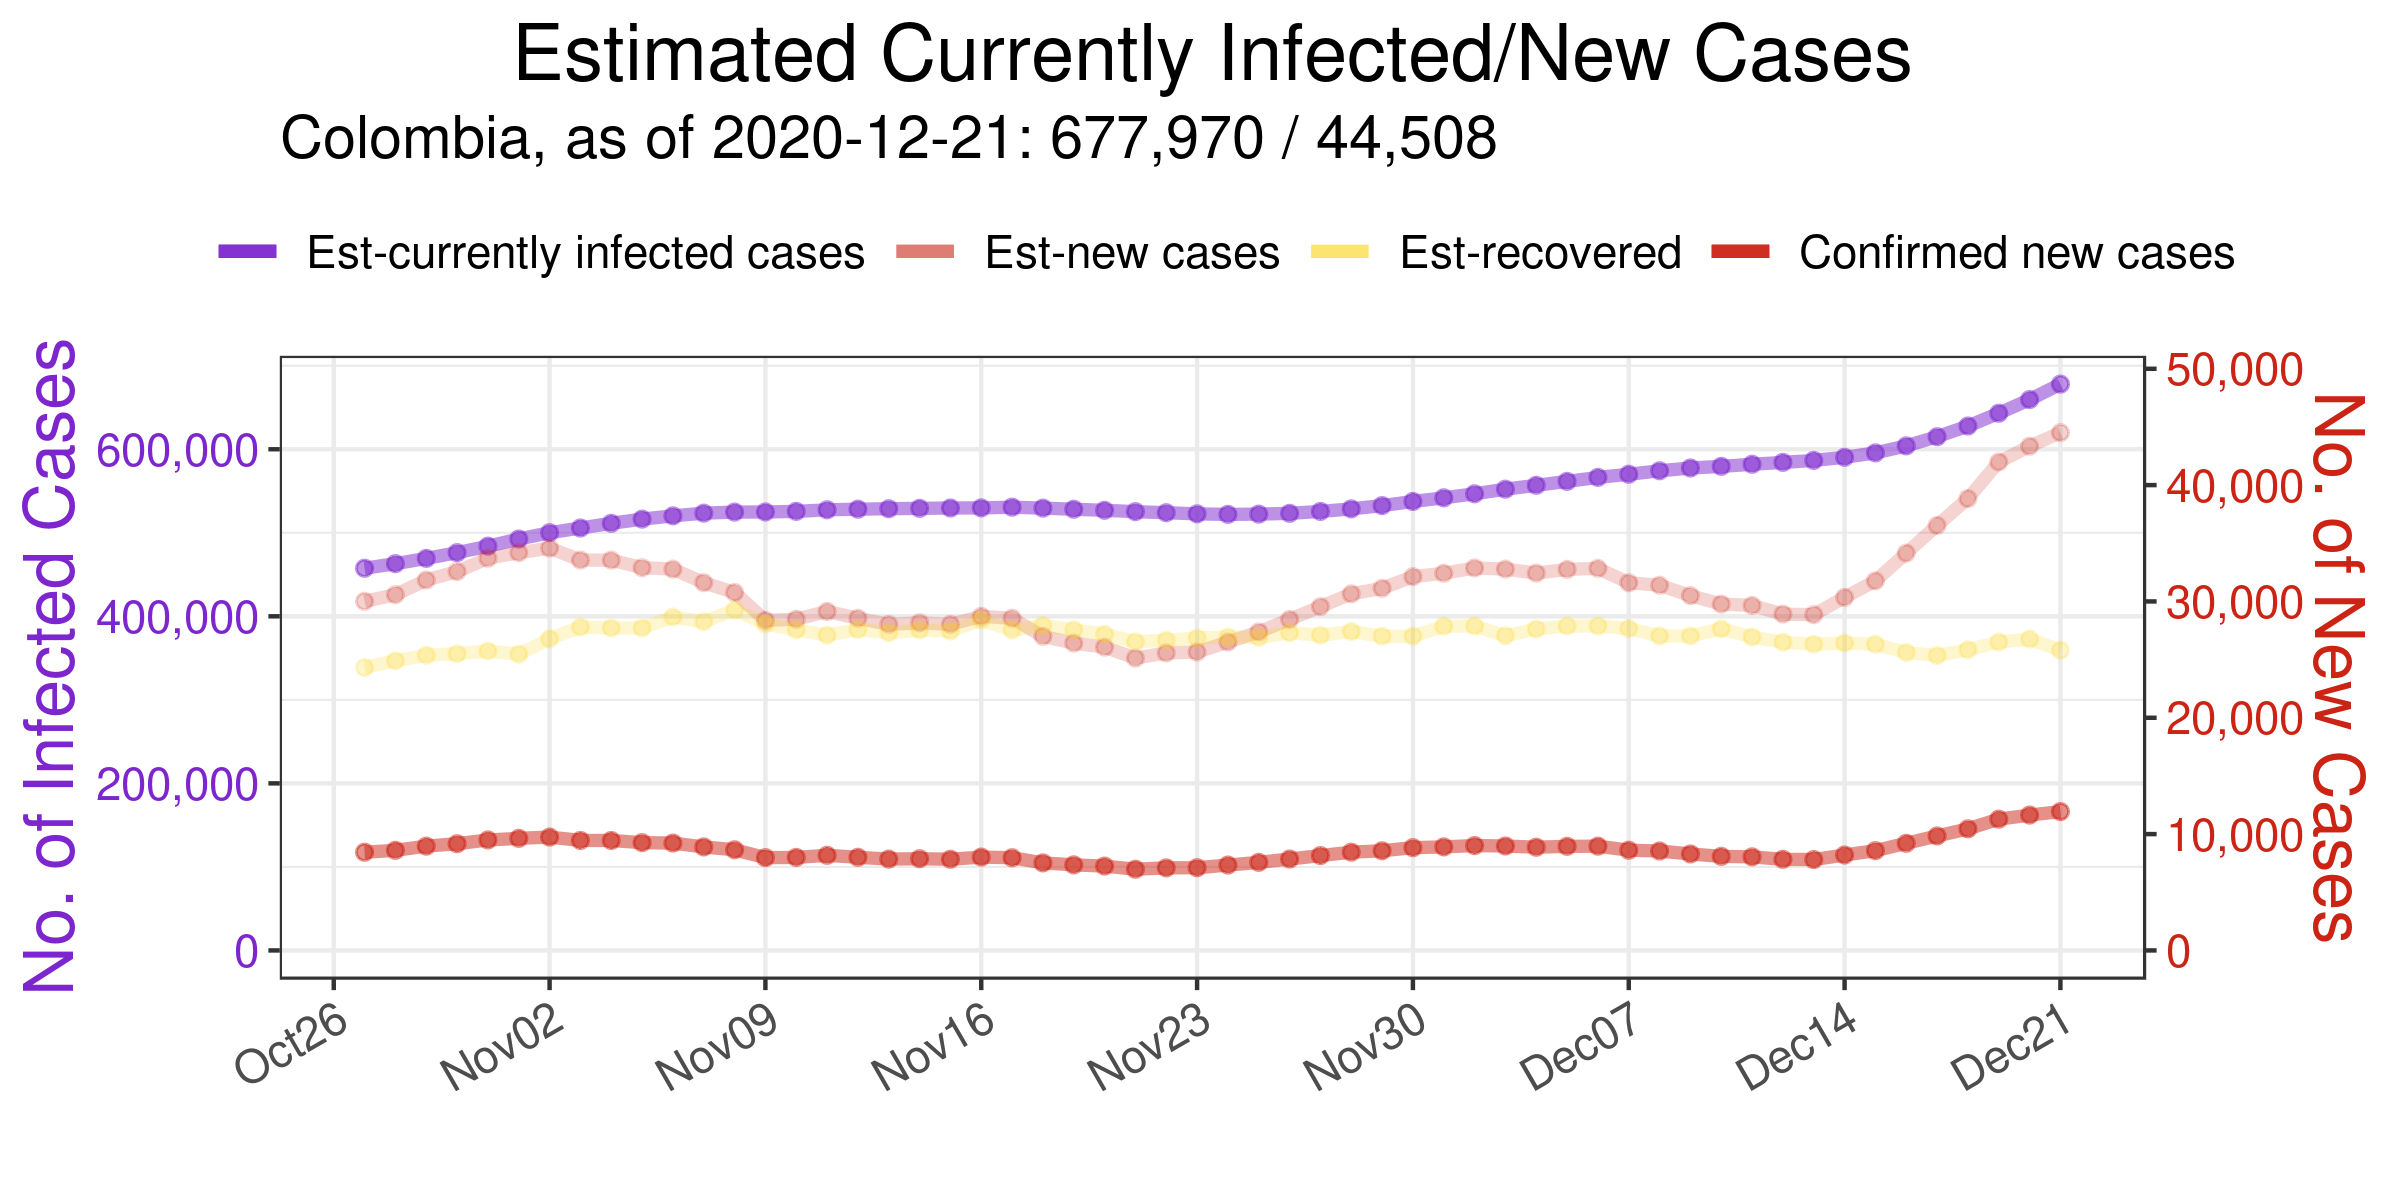 Estimated Currently Infected/New Cases
Colombia, as of 2020-12-21: 677,970 / 44,508
Est-currently infected cases Est-new cases Est-recovered Confirmed new cases
No. of Infected Cases
600,000
400,000
200,000
0
50,000
40,000
30,000
20,000
10,000
0
No. of New Cases
Oct26 Nov02 Nov09 Nov16 Nov23 Nov30 Dec07 Dec14 Dec21